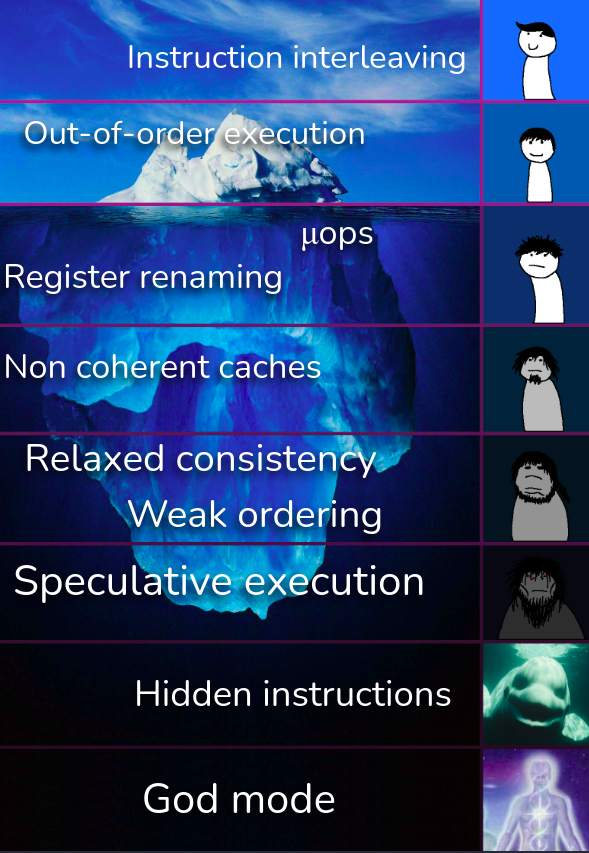 Instruction interleaving
Out-of-order execution
μops
Register renaming
Non coherent caches
Relaxed consistency
Weak ordering
Speculative execution
Hidden instructions
God mode